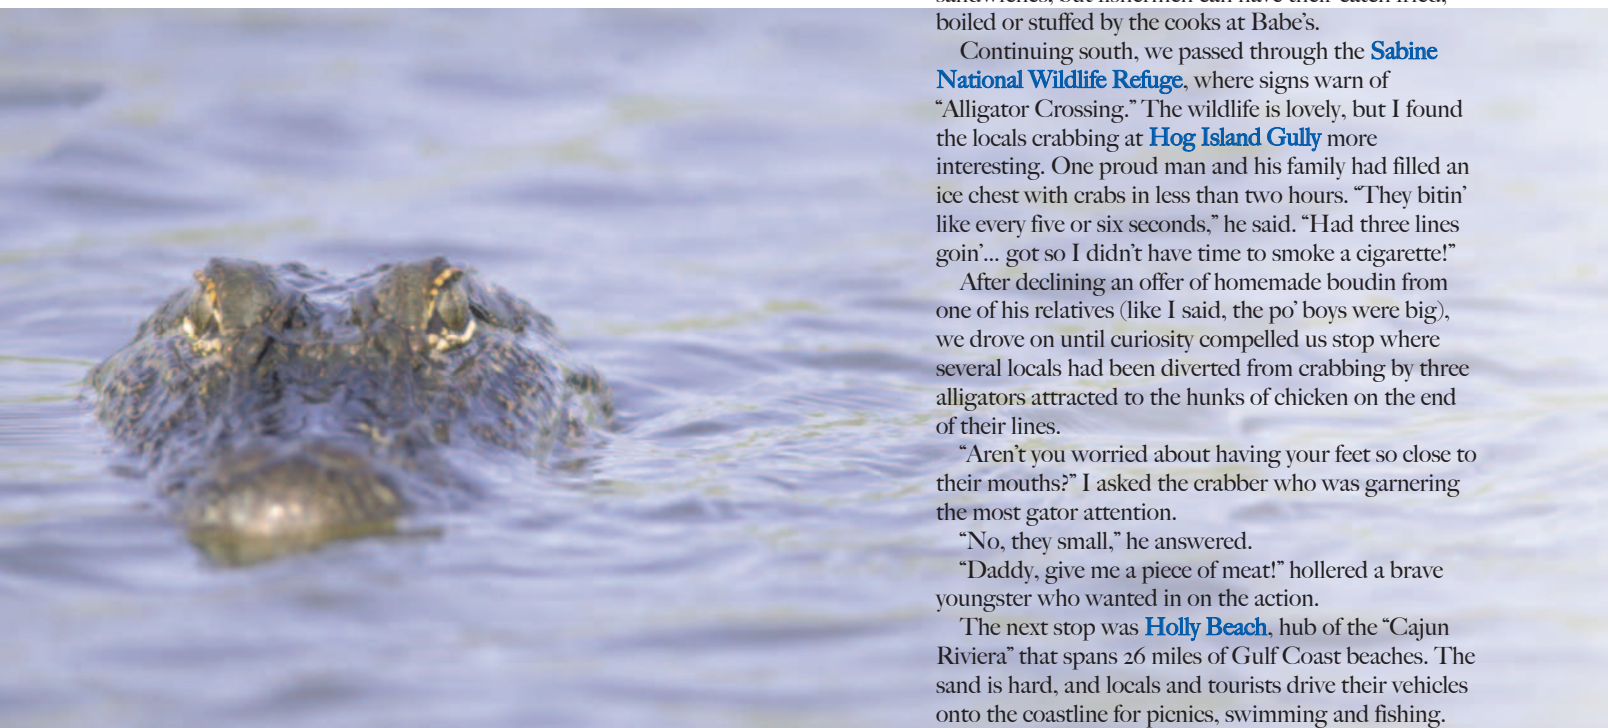 boiled or stuffed by the cooks at Babe’s.
Continuing south, we passed through the Sabine
National Wildlife Refuge, where signs warn of
“Alligator Crossing.” The wildlife is lovely, but I found
the locals crabbing at Hog Island Gully more
interesting. One proud man and his family had filled an
ice chest with crabs in less than two hours. “They bitin’
like every five or six seconds,” he said. “Had three lines
goin’... got so I didn’t have time to smoke a cigarette!”
After declining an offer of homemade boudin from
one of his relatives (like I said, the po’ boys were big),
we drove on until curiosity compelled us stop where
several locals had been diverted from crabbing by three
alligators attracted to the hunks of chicken on the end
of their lines.
“Aren’t you worried about having your feet so close to
their mouths?” I asked the crabber who was garnering
the most gator attention.
“No, they small,” he answered.
“Daddy, give me a piece of meat!” hollered a brave
youngster who wanted in on the action.
The next stop was Holly Beach, hub of the “Cajun
Riviera” that spans 26 miles of Gulf Coast beaches. The
sand is hard, and locals and tourists drive their vehicles
onto the coastline for picnics, swimming and fishing.